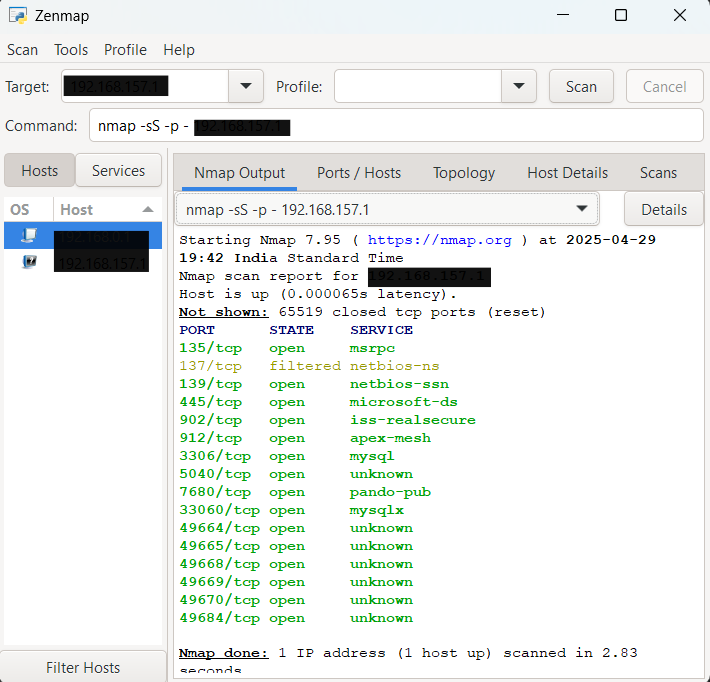 Zenmap
Scan Tools Profile Help
Target: 192.168.157.1 Profile: Scan Cancel
Command: nmap -sS -p - 192.168.157.1
Hosts Services
Nmap Output Ports / Hosts Topology Host Details Scans
OS Host
nmap -sS -p - 192.168.157.1 Details
192.168.157.1
Starting Nmap 7.95 ( https://nmap.org ) at 2025-04-29
19:42 India Standard Time
Nmap scan report for 192.168.157.1
Host is up (0.000065s latency).
Not shown: 65519 closed tcp ports (reset)
PORT STATE SERVICE
135/tcp open msrpc
137/tcp filtered netbios-ns
139/tcp open netbios-ssn
445/tcp open microsoft-ds
902/tcp open iss-realsecure
912/tcp open apex-mesh
3306/tcp open mysql
5040/tcp open unknown
7680/tcp open pando-pub
33060/tcp open mysqlx
49664/tcp open unknown
49665/tcp open unknown
49668/tcp open unknown
49669/tcp open unknown
49670/tcp open unknown
49684/tcp open unknown
Nmap done: 1 IP address (1 host up) scanned in 2.83
seconds
Filter Hosts